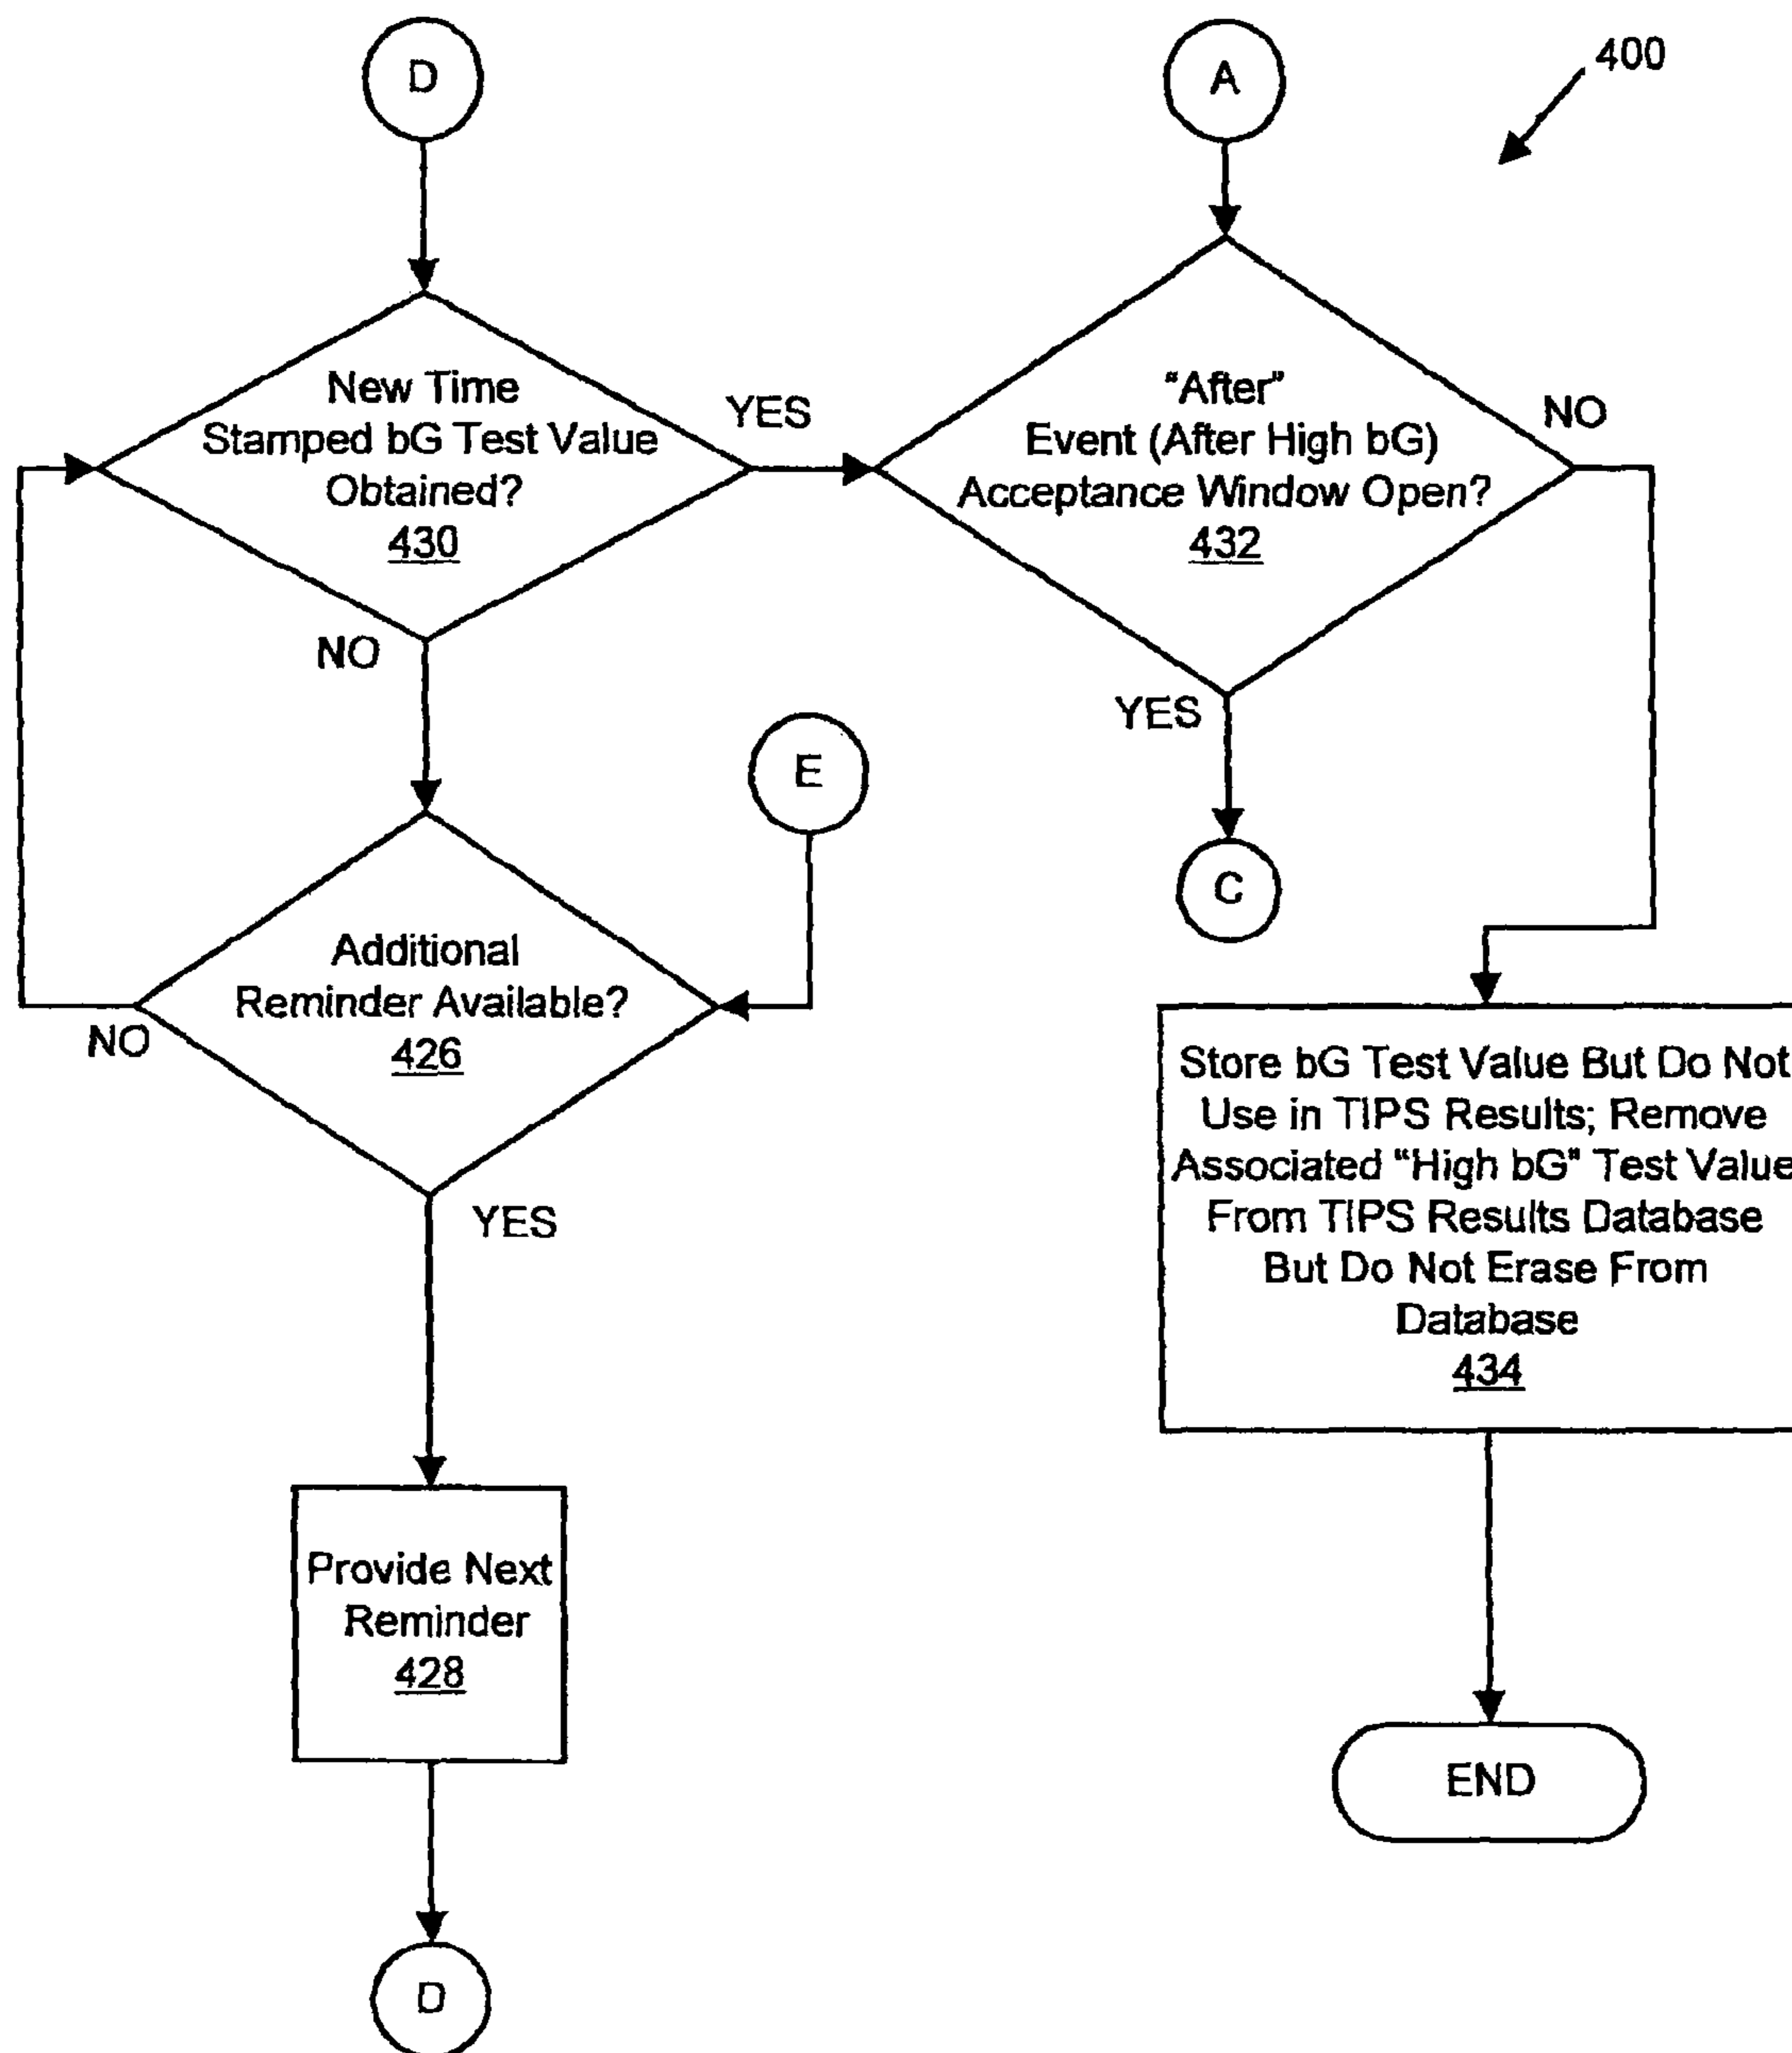 D
A
400
New Time
Stamped bG Test Value
Obtained?
430
YES
NO
"After"
Event (After High bG)
Acceptance Window Open?
432
NO
YES
E
C
Additional
Reminder Available?
426
NO
YES
Store bG Test Value But Do Not
Use in TIPS Results; Remove
Associated "High bG" Test Value
From TIPS Results Database
But Do Not Erase From
Database
434
Provide Next
Reminder
428
END
D